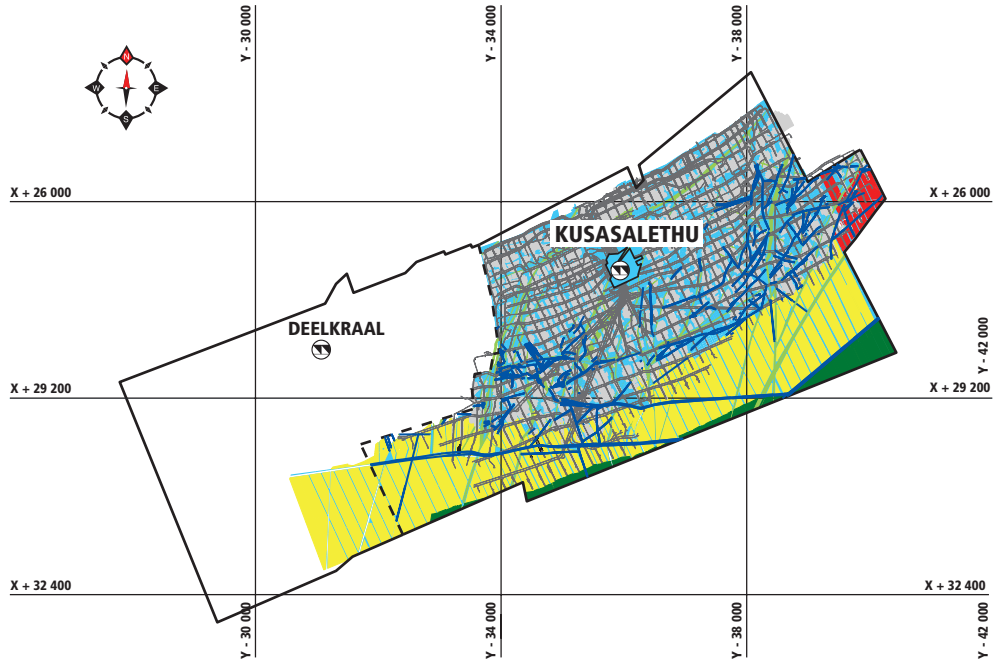 Y - 30 000
Y - 34 000
Y - 38 000
N
W
E
S
X + 26 000
X + 26 000
KUSASALETHU
DEELKRAAL
Y - 42 000
X + 29 200
X + 29 200
X + 32 400
X + 32 400
Y - 30 000
Y - 34 000
Y - 38 000
Y - 42 000